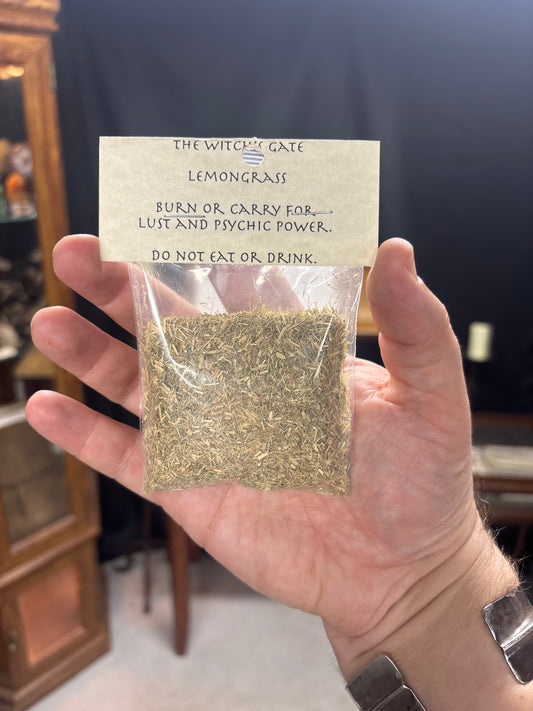 THE WITCH'S GATE
LEMONGRASS
BURN OR CARRY FOR
LUST AND PSYCHIC POWER.
DO NOT EAT OR DRINK.